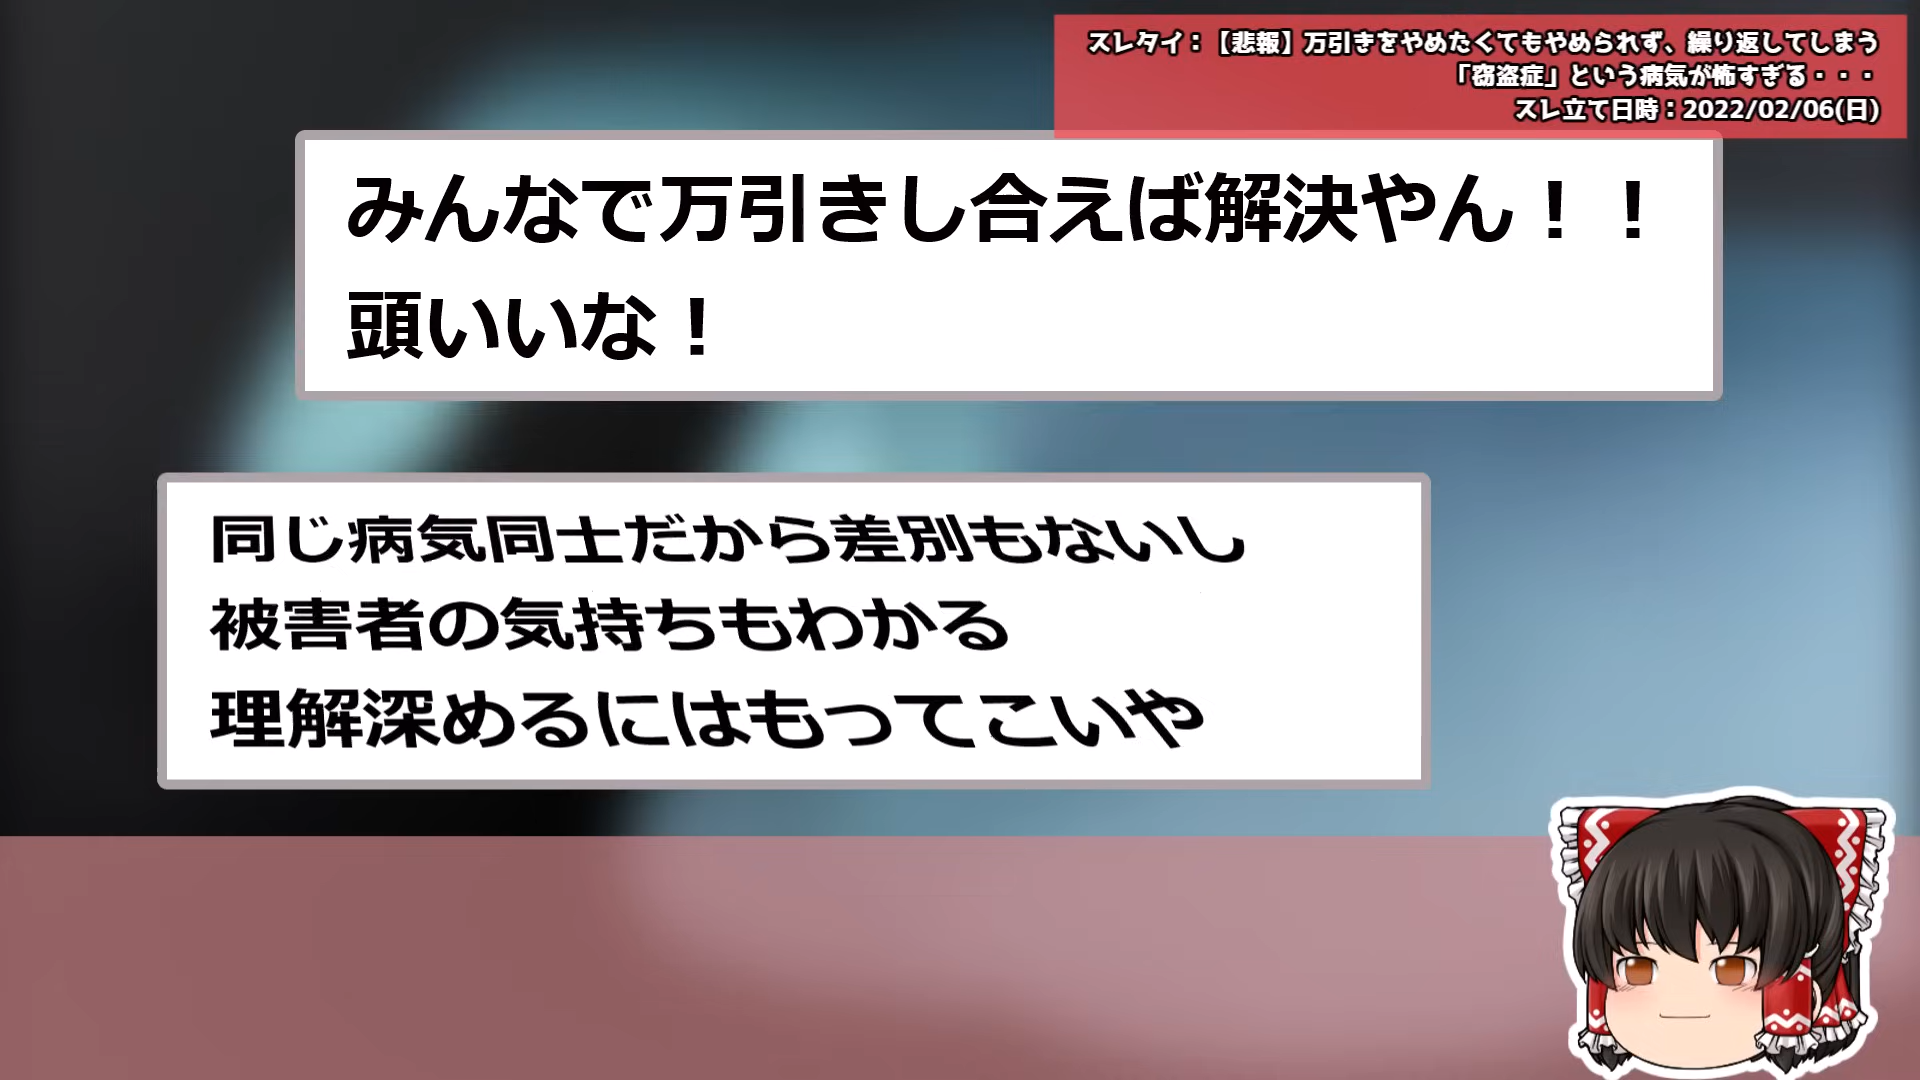 スレタイ：【悲報】万引きをやめたくてもやめられず、繰り返してしまう
「窃盗症」という病気が怖すぎる・・・
スレ立て日時：2022/02/06(日)
みんなで万引きし合えば解決やん！！
頭いいな！
同じ病気同士だから差別もないし
被害者の気持ちもわかる
理解深めるにはもってこいや